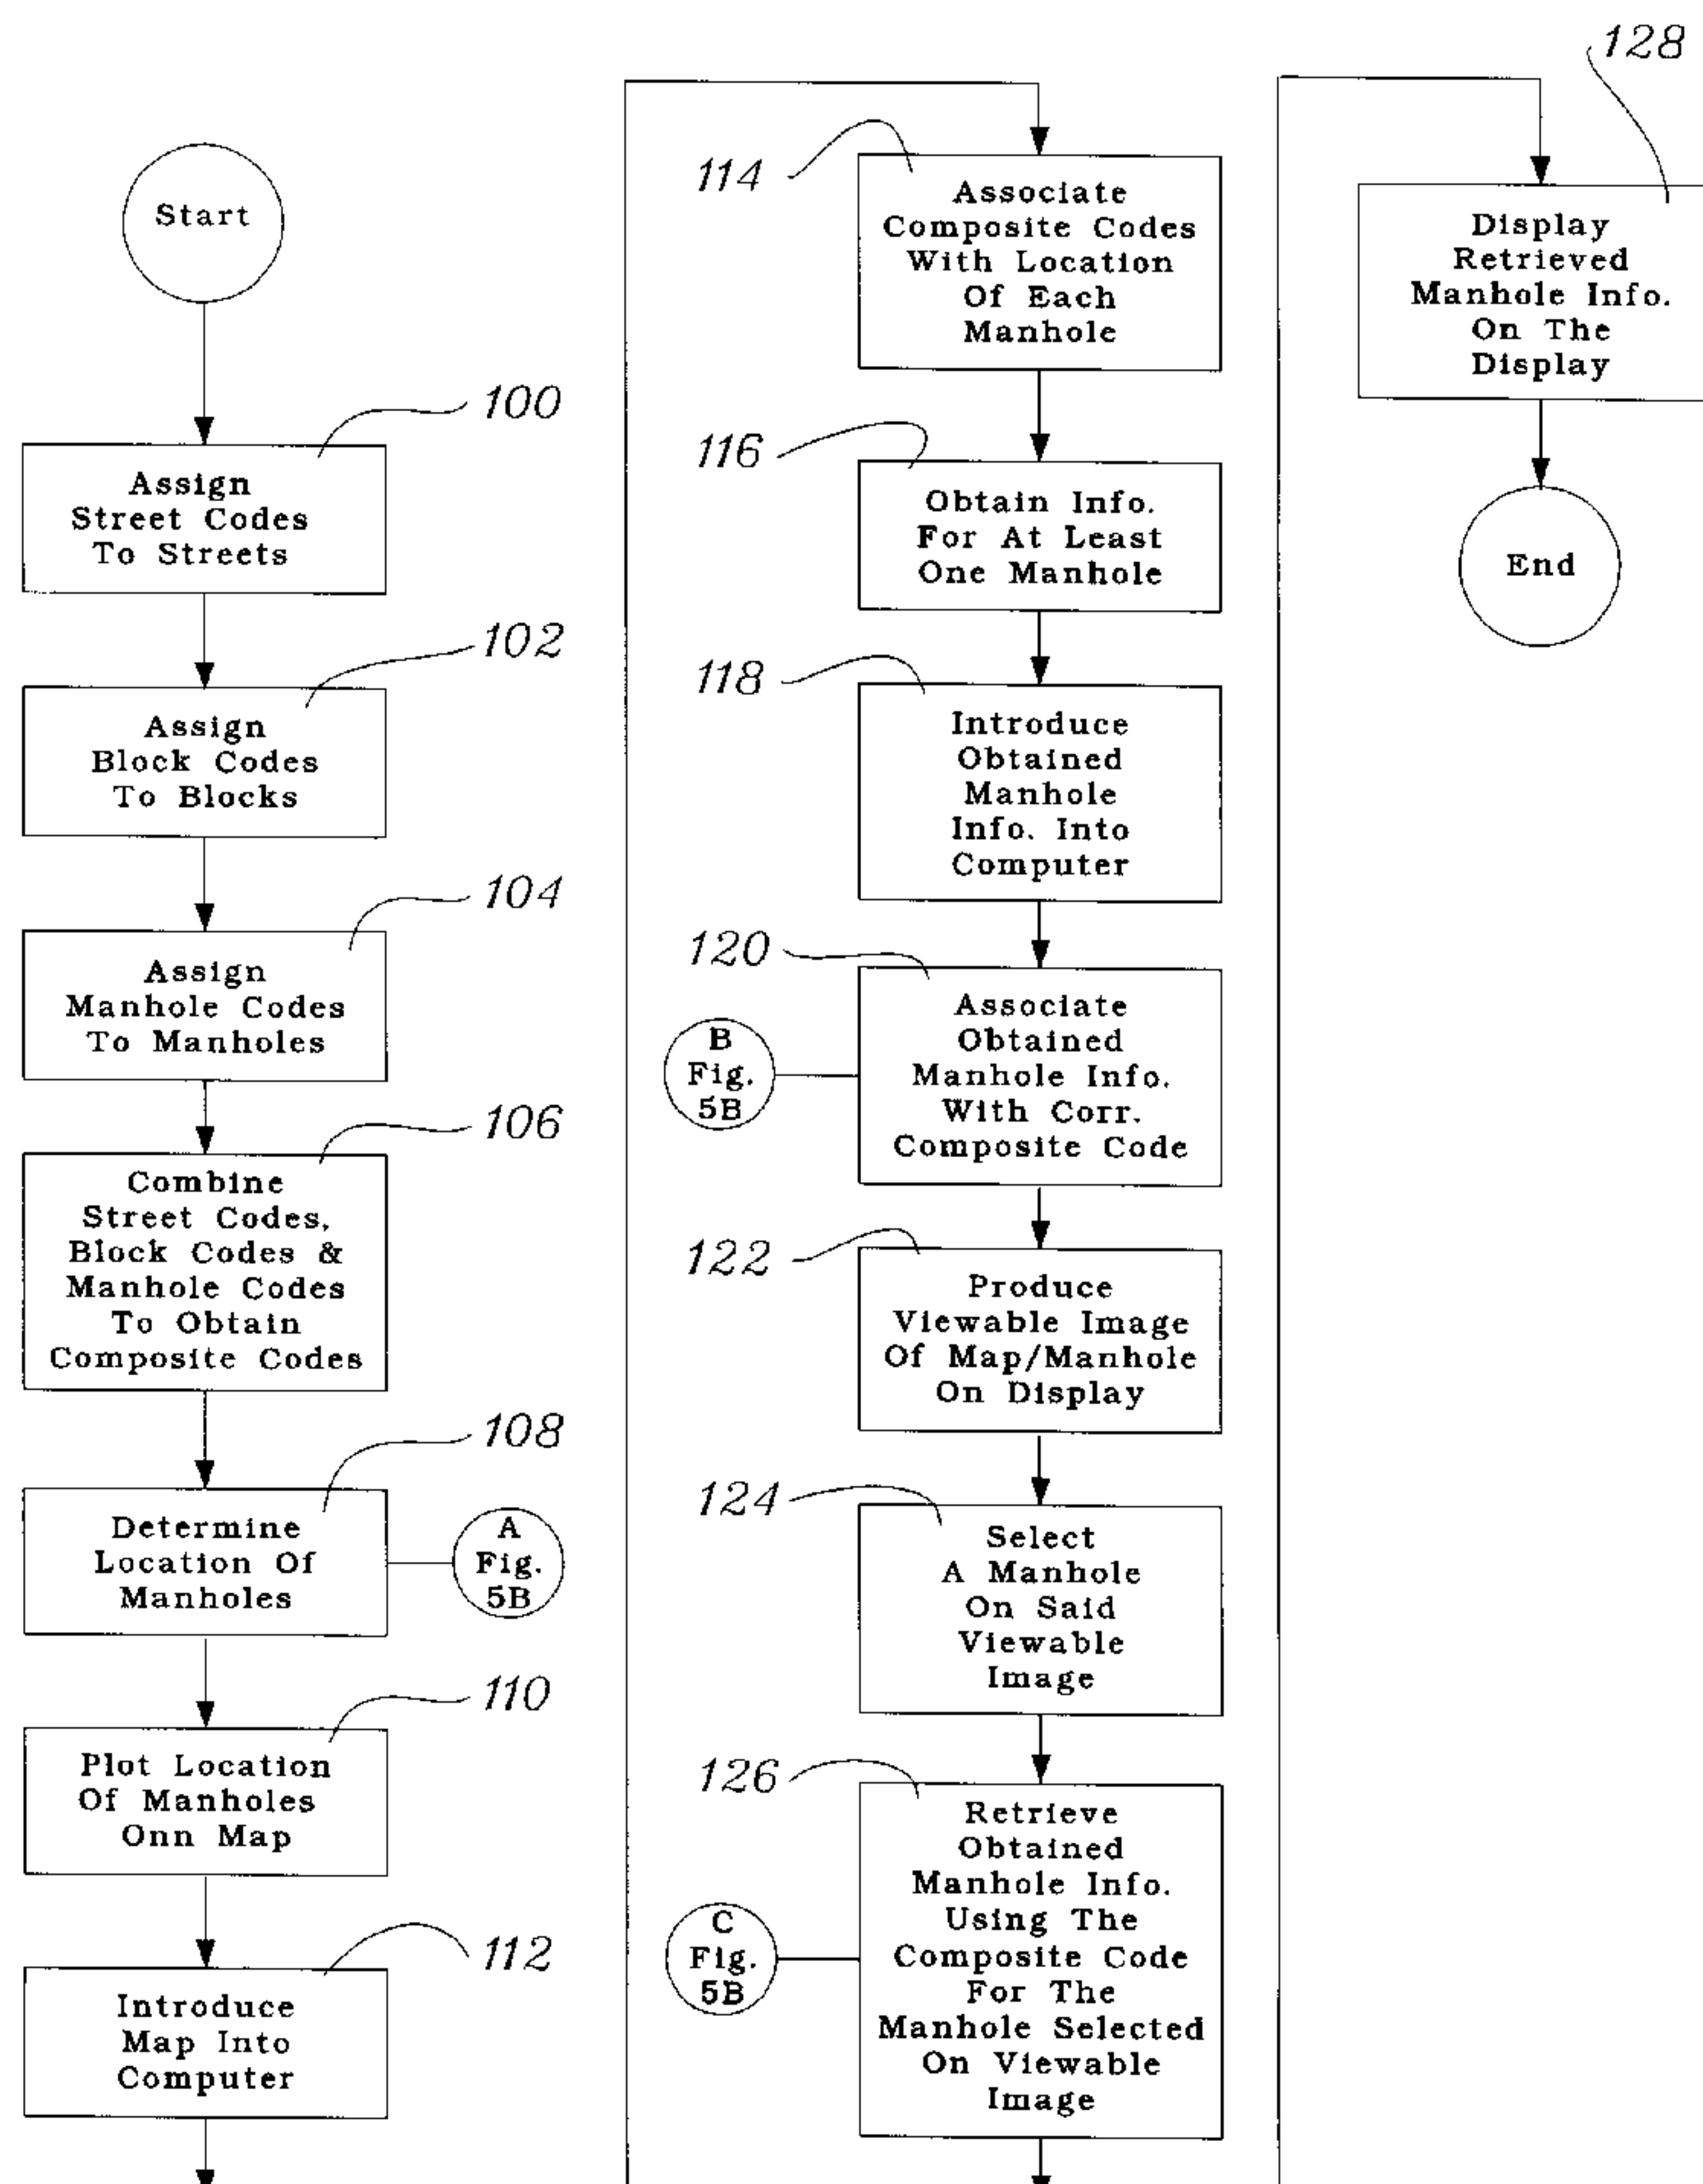 Start
100
Assign
Street Codes
To Streets
102
Assign
Block Codes
To Blocks
104
Assign
Manhole Codes
To Manholes
106
Combine
Street Codes,
Block Codes &
Manhole Codes
To Obtain
Composite Codes
108
Determine
Location Of
Manholes
A
Fig.
5B
110
Plot Location
Of Manholes
Onn Map
112
Introduce
Map Into
Computer
114
Associate
Composite Codes
With Location
Of Each
Manhole
116
Obtain Info.
For At Least
One Manhole
118
Introduce
Obtained
Manhole
Info. Into
Computer
120
Associate
Obtained
Manhole Info.
With Corr.
Composite Code
B
Fig.
5B
122
Produce
Viewable Image
Of Map/Manhole
On Display
124
Select
A Manhole
On Said
Viewable
Image
126
Retrieve
Obtained
Manhole Info.
Using The
Composite Code
For The
Manhole Selected
On Viewable
Image
C
Fig.
5B
128
Display
Retrieved
Manhole Info.
On The
Display
End